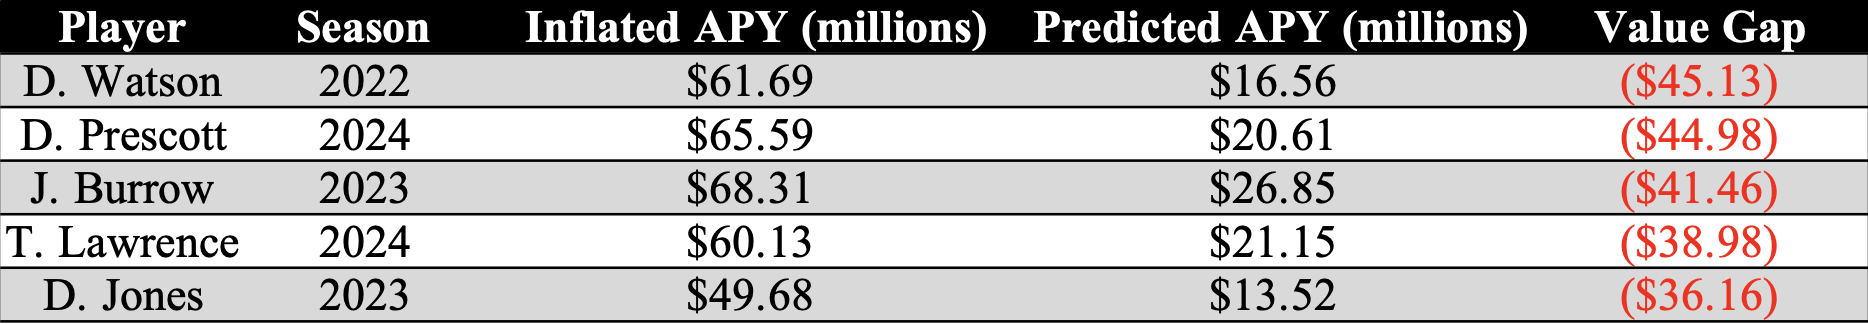 Player Season Inflated APY (millions) Predicted APY (millions) Value Gap
D. Watson 2022 $61.69 $16.56 ($45.13)
D. Prescott 2024 $65.59 $20.61 ($44.98)
J. Burrow 2023 $68.31 $26.85 ($41.46)
T. Lawrence 2024 $60.13 $21.15 ($38.98)
D. Jones 2023 $49.68 $13.52 ($36.16)